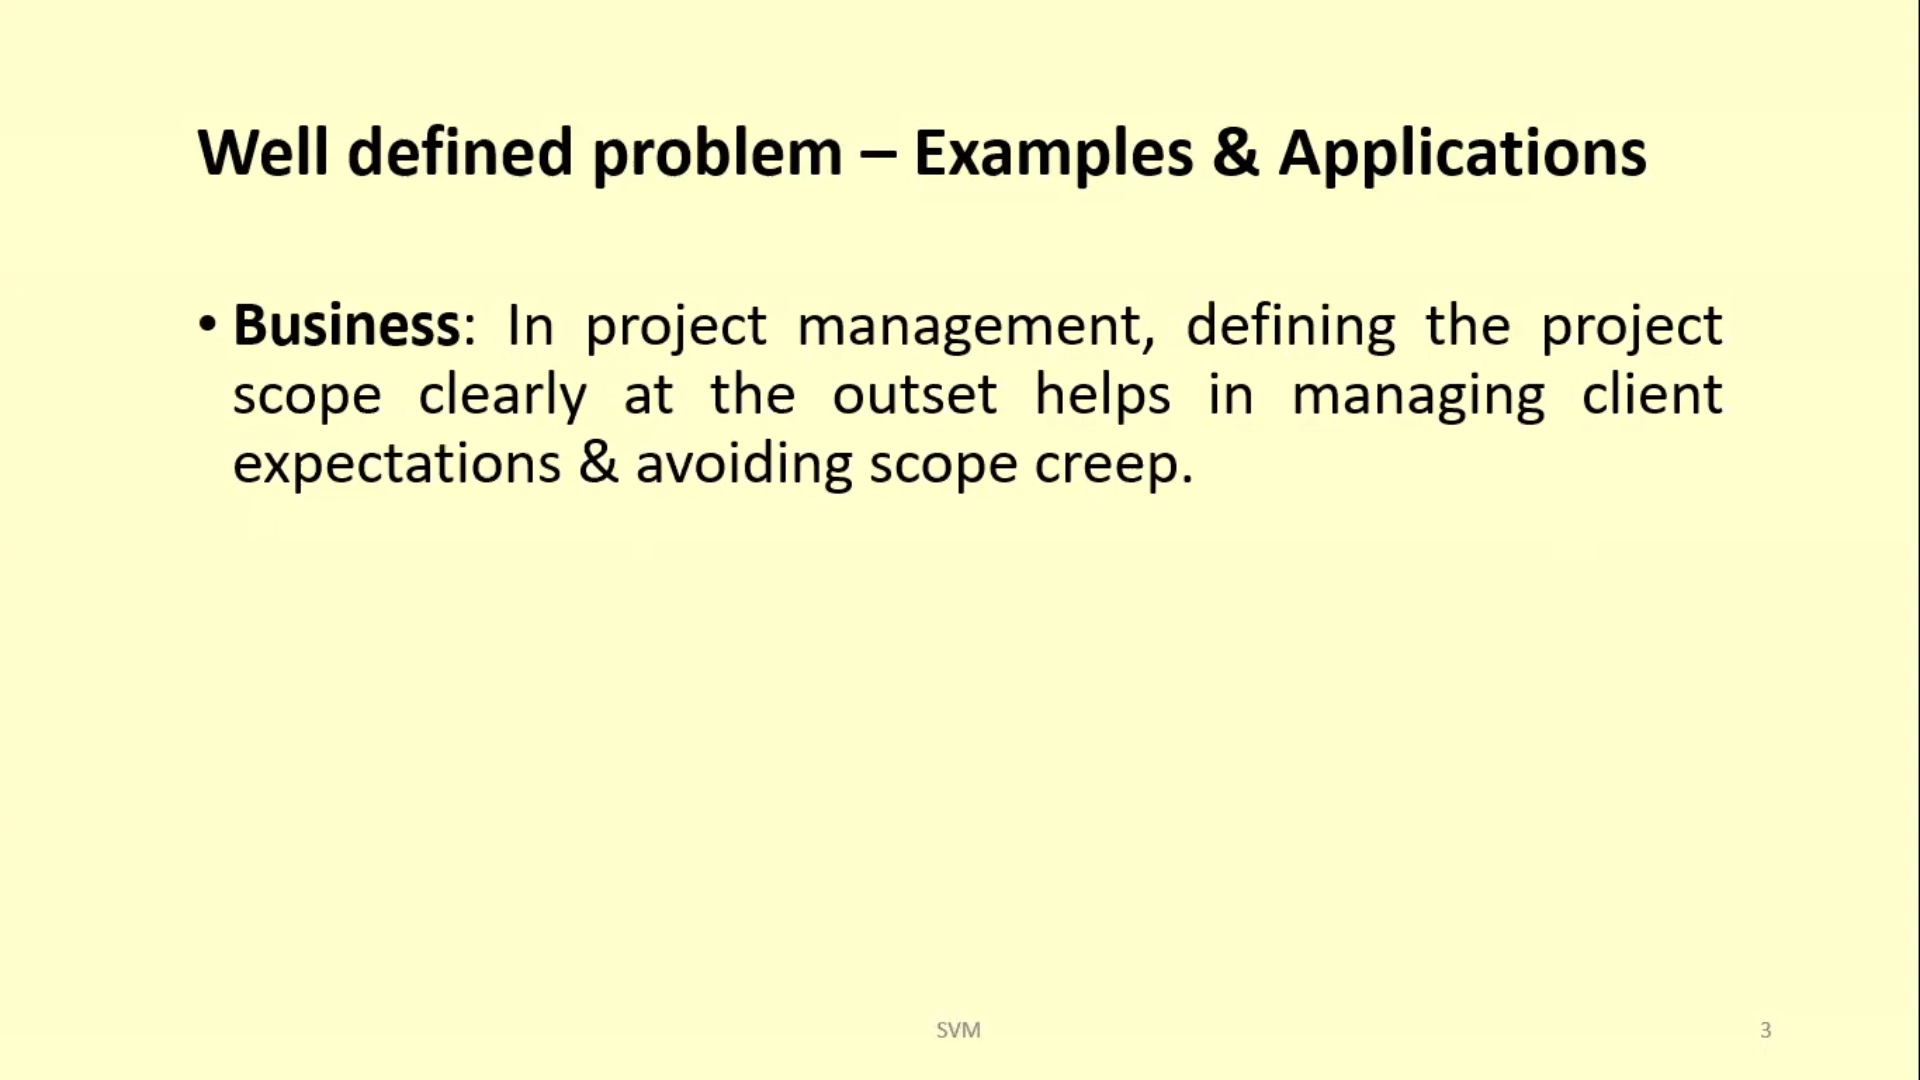 Well defined problem – Examples & Applications
• Business: In project management, defining the project
scope clearly at the outset helps in managing client
expectations & avoiding scope creep.
SVM
3